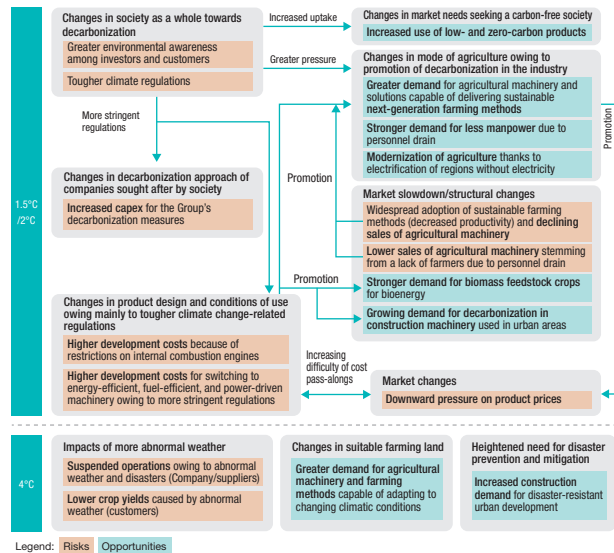 Changes in society as a whole towards
decarbonization
Greater environmental awareness
among investors and customers
Tougher climate regulations
Increased uptake
Greater pressure
Changes in market needs seeking a carbon-free society
Increased use of low- and zero-carbon products
Changes in mode of agriculture owing to
promotion of decarbonization in the industry
Greater demand for agricultural machinery and
solutions capable of delivering sustainable
next-generation farming methods
Stronger demand for less manpower due to
personnel drain
Modernization of agriculture thanks to
electrification of regions without electricity
Promotion
More stringent
regulations
1.5°C
/2°C
Changes in decarbonization approach of
companies sought after by society
Increased capex for the Group's
decarbonization measures
Promotion
Market slowdown/structural changes
Widespread adoption of sustainable farming
methods (decreased productivity) and declining
sales of agricultural machinery
Lower sales of agricultural machinery stemming
from a lack of farmers due to personnel drain
Stronger demand for biomass feedstock crops
for bioenergy
Growing demand for decarbonization in
construction machinery used in urban areas
Promotion
Changes in product design and conditions of use
owing mainly to tougher climate change-related
regulations
Higher development costs because of
restrictions on internal combustion engines
Higher development costs for switching to
energy-efficient, fuel-efficient, and power-driven
machinery owing to more stringent regulations
Increasing
difficulty of cost
pass-alongs
Market changes
Downward pressure on product prices
4°C
Impacts of more abnormal weather
Suspended operations owing to abnormal
weather and disasters (Company/suppliers)
Lower crop yields caused by abnormal
weather (customers)
Changes in suitable farming land
Greater demand for agricultural
machinery and farming
methods capable of adapting to
changing climatic conditions
Heightened need for disaster
prevention and mitigation
Increased construction
demand for disaster-resistant
urban development
Legend: Risks Opportunities